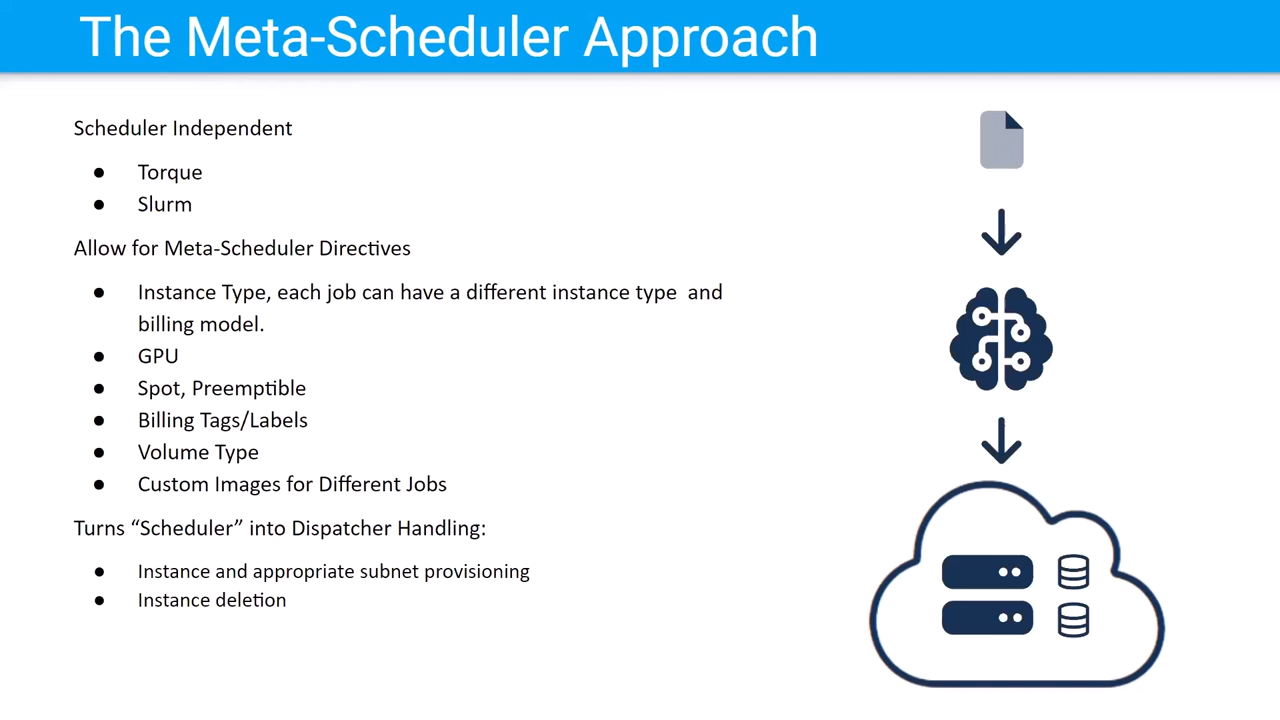 The Meta-Scheduler Approach
Scheduler Independent
● Torque
● Slurm
Allow for Meta-Scheduler Directives
● Instance Type, each job can have a different instance type and
billing model.
● GPU
● Spot, Preemptible
● Billing Tags/Labels
● Volume Type
● Custom Images for Different Jobs
Turns “Scheduler” into Dispatcher Handling:
● Instance and appropriate subnet provisioning
● Instance deletion